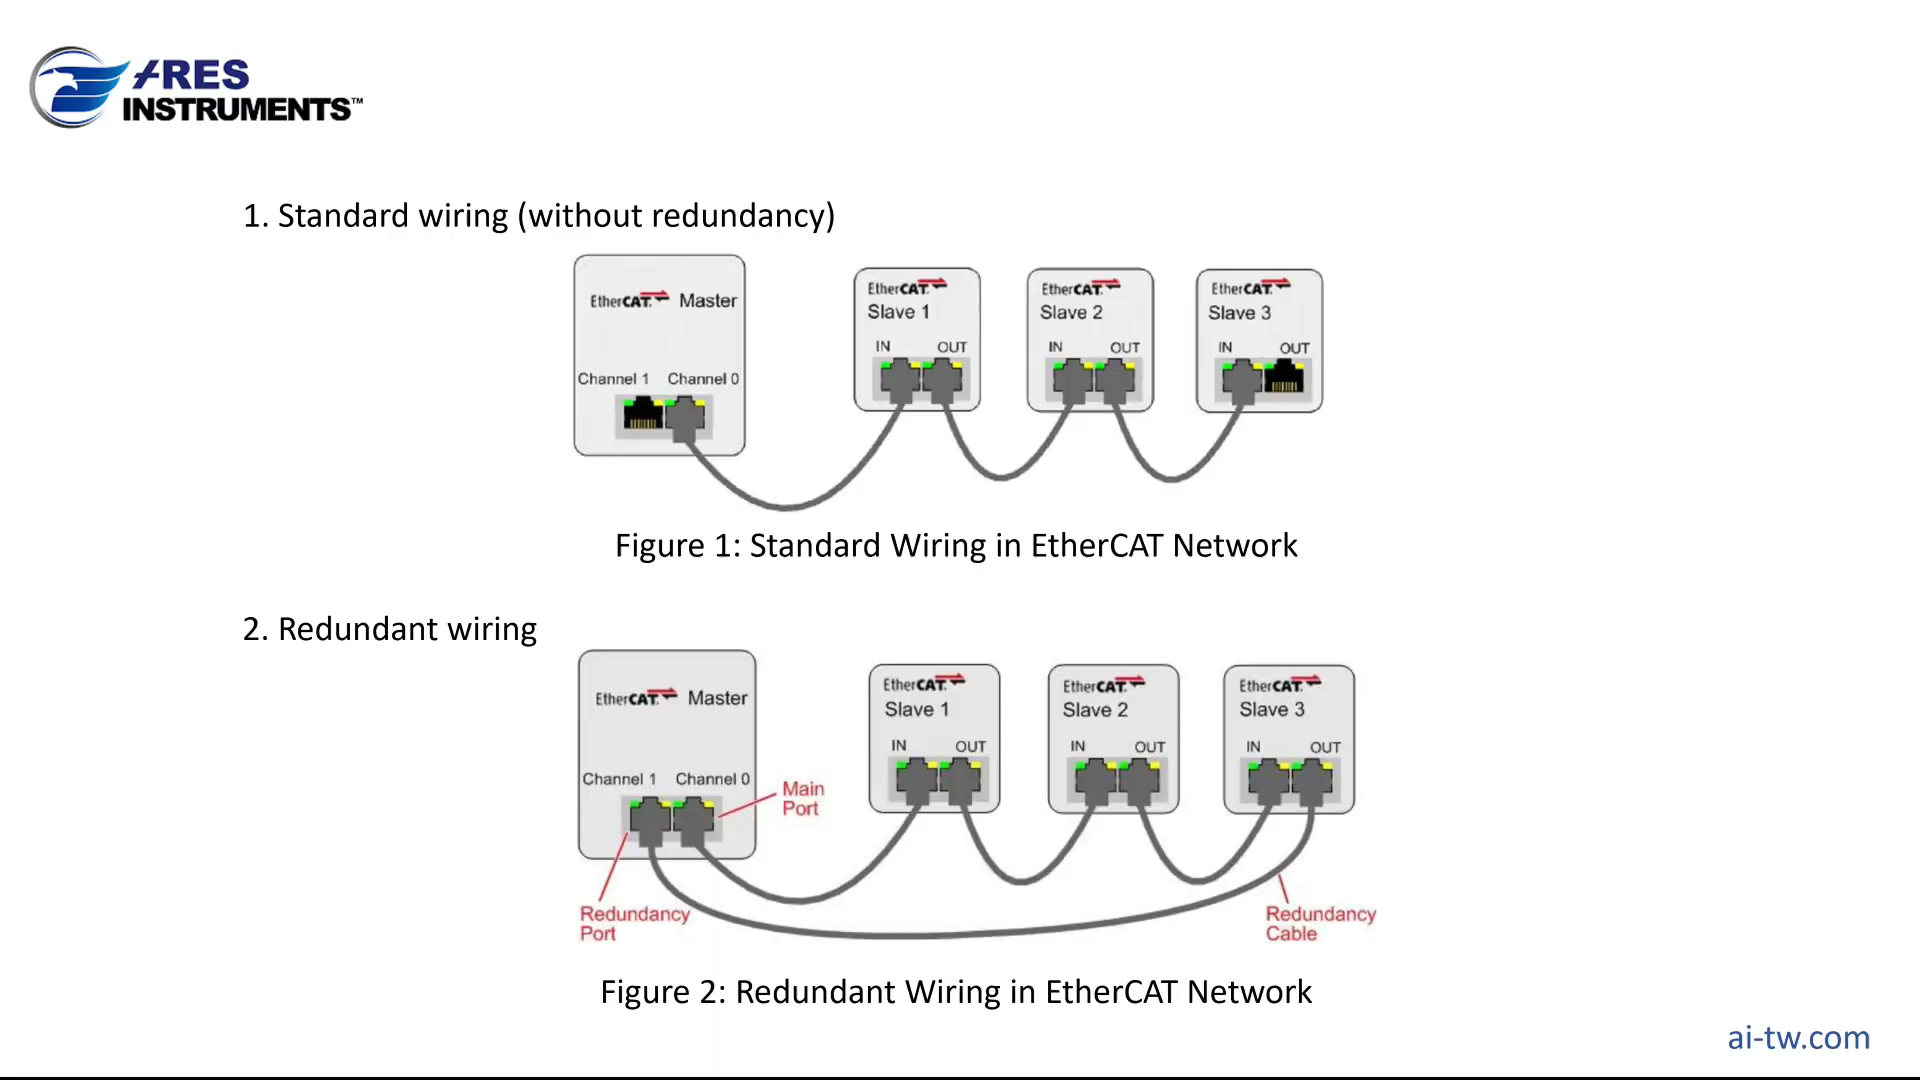 ARES
INSTRUMENTS™
1. Standard wiring (without redundancy)
EtherCAT. Master
Channel 1 Channel 0
EtherCAT.
Slave 1
IN OUT
EtherCAT.
Slave 2
IN OUT
EtherCAT.
Slave 3
IN OUT
Figure 1: Standard Wiring in EtherCAT Network
2. Redundant wiring
EtherCAT. Master
Channel 1 Channel 0
Main
Port
Redundancy
Port
EtherCAT.
Slave 1
IN OUT
EtherCAT.
Slave 2
IN OUT
EtherCAT.
Slave 3
IN OUT
Redundancy
Cable
Figure 2: Redundant Wiring in EtherCAT Network
ai-tw.com